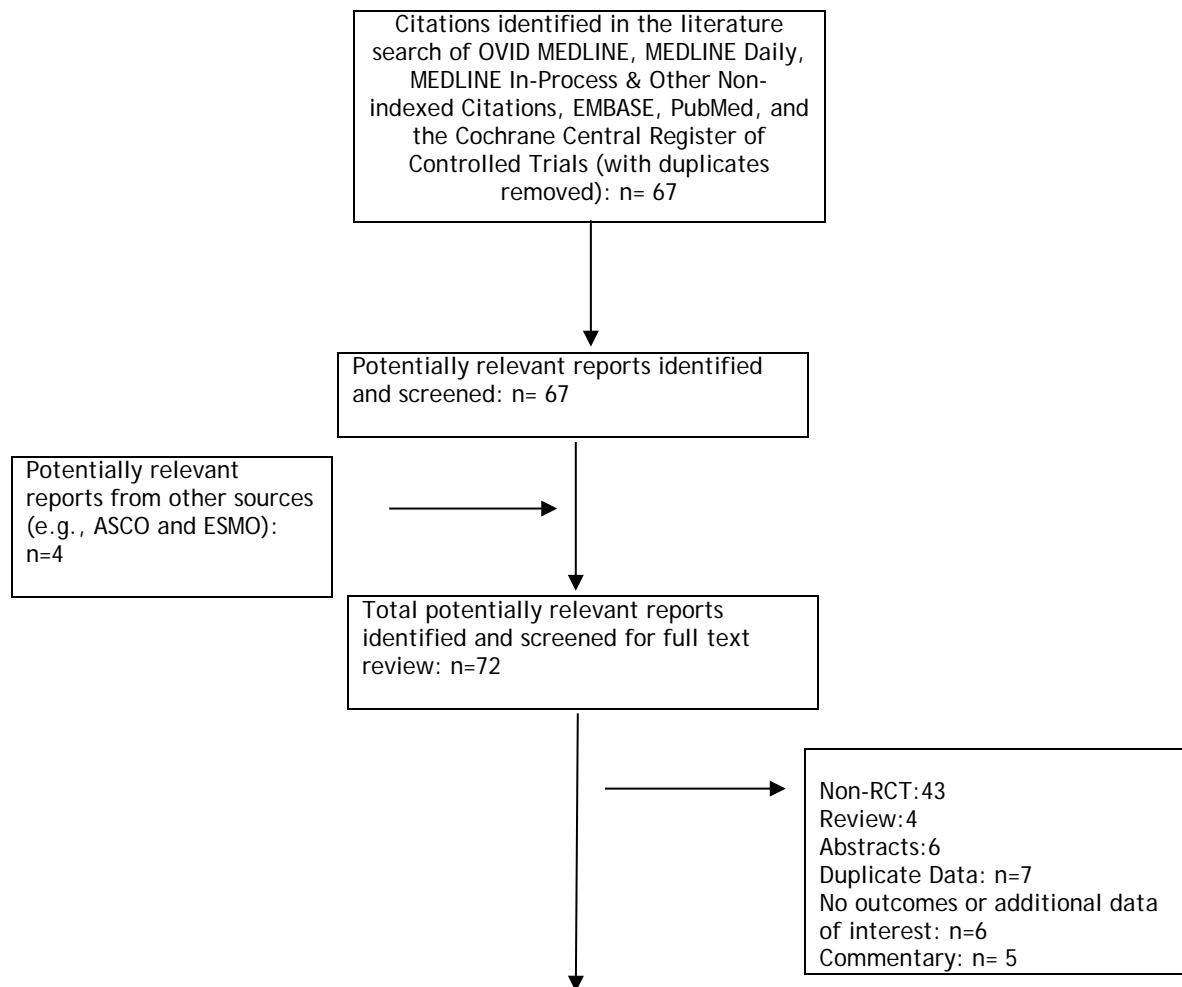 Citations identified in the literature
search of OVID MEDLINE, MEDLINE Daily,
MEDLINE In-Process & Other Non-
indexed Citations, EMBASE, PubMed, and
the Cochrane Central Register of
Controlled Trials (with duplicates
removed): n= 67
Potentially relevant reports identified
and screened: n= 67
Potentially relevant
reports from other sources
(e.g., ASCO and ESMO):
n=4
Total potentially relevant reports
identified and screened for full text
review: n=72
Non-RCT:43
Review:4
Abstracts:6
Duplicate Data: n=7
No outcomes or additional data
of interest: n=6
Commentary: n= 5